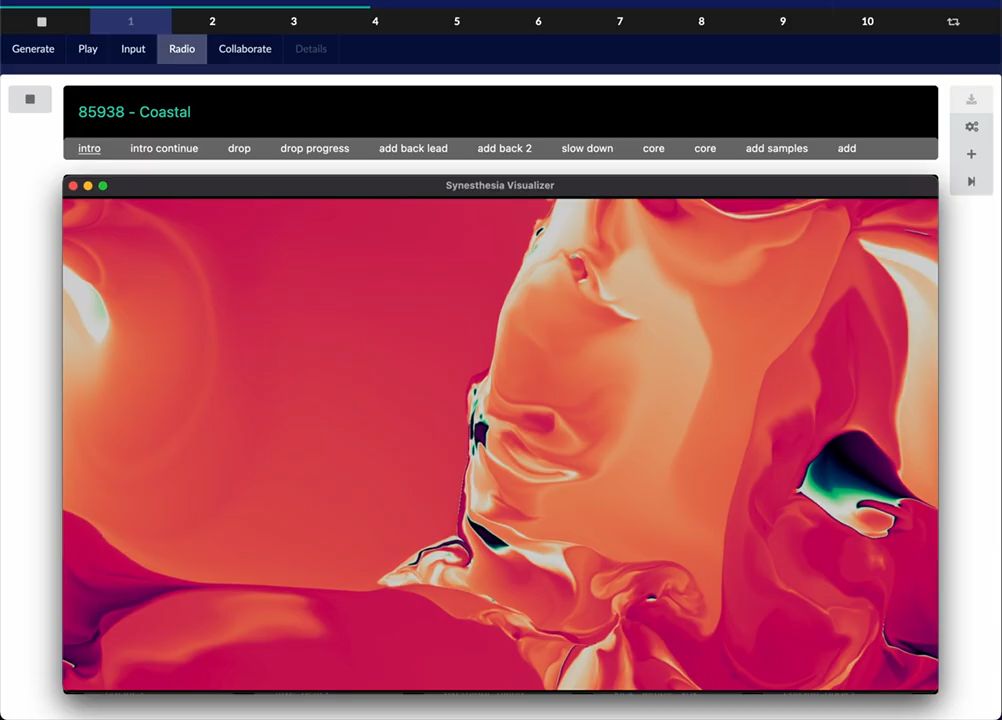 1 2 3 4 5 6 7 8 9 10
Generate Play Input Radio Collaborate Details
85938 - Coastal
intro intro continue drop drop progress add back lead add back 2 slow down core core add samples add
Synesthesia Visualizer